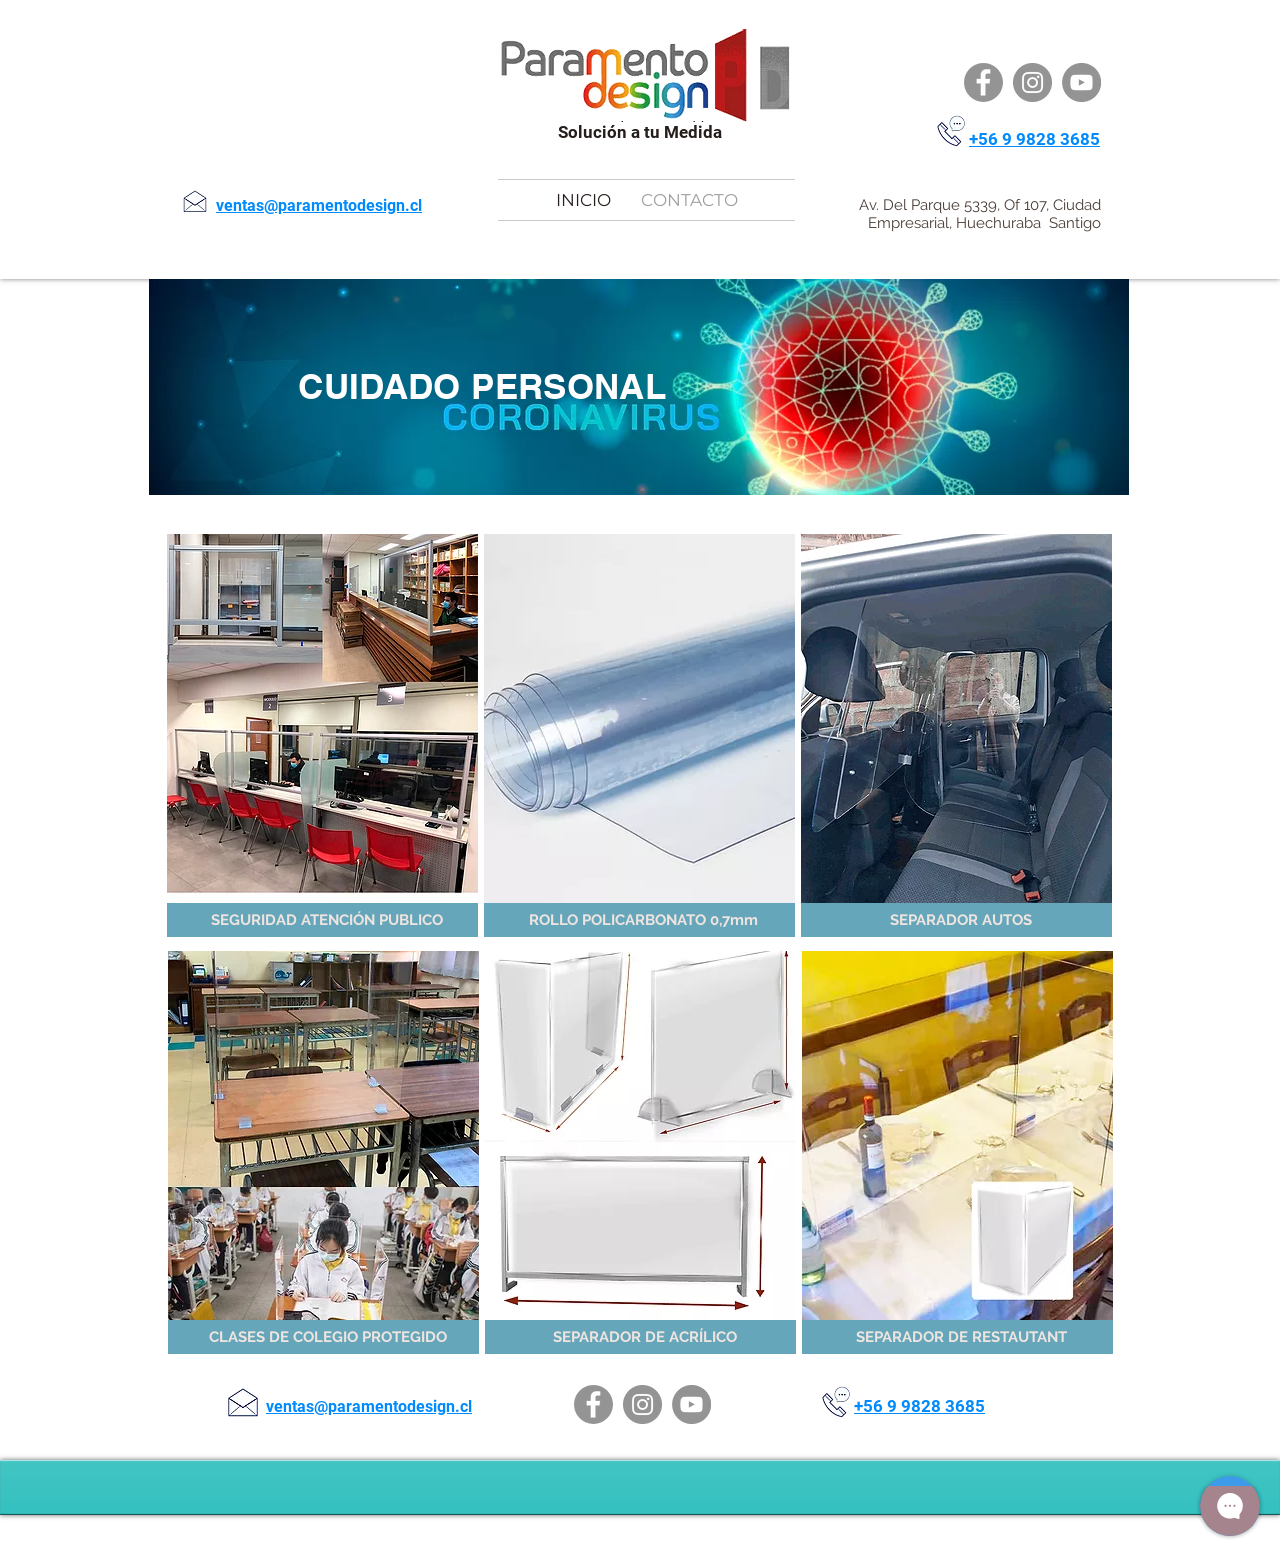 Paramento
design
Solución a tu Medida
+56 9 9828 3685
ventas@paramentodesign.cl
INICIO
CONTACTO
Av. Del Parque 5339, Of 107, Ciudad
Empresarial, Huechuraba  Santigo
CUIDADO PERSONAL
CORONAVIRUS
SEGURIDAD ATENCIÓN PUBLICO
ROLLO POLICARBONATO 0,7mm
SEPARADOR AUTOS
CLASES DE COLEGIO PROTEGIDO
SEPARADOR DE ACRÍLICO
SEPARADOR DE RESTAUTANT
ventas@paramentodesign.cl
+56 9 9828 3685